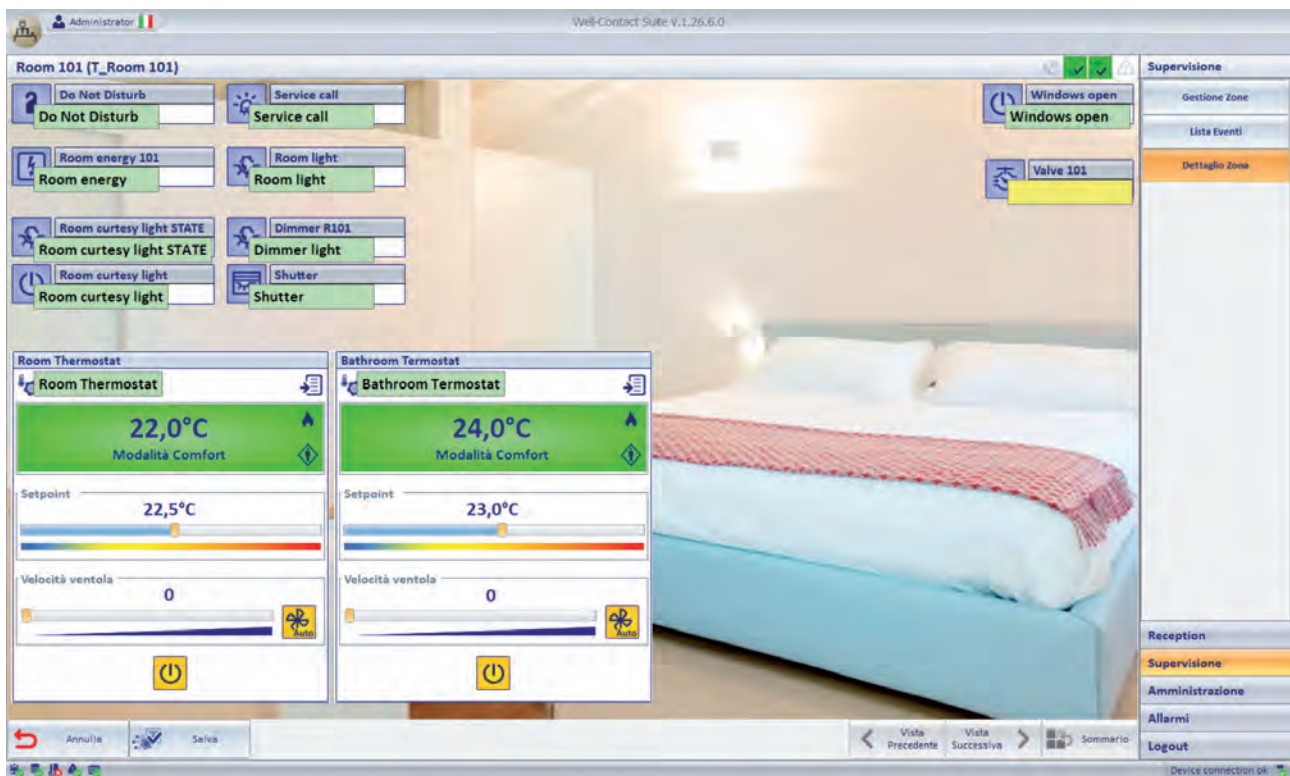 Administrator
Well-Contact Suite v.1.26.6.0
Room 101 (T_Room 101)
Supervisione
Do Not Disturb
Do Not Disturb
Service call
Service call
Windows open
Windows open
Gestione Zone
Lista Eventi
Dettaglio Zona
Room energy 101
Room energy
Room light
Room light
Valve 101
Room curtesy light STATE
Room curtesy light STATE
Dimmer R101
Dimmer light
Room curtesy light
Room curtesy light
Shutter
Shutter
Room Thermostat
Room Thermostat
22,0°C
Modalità Comfort
Setpoint
22,5°C
Velocità ventola
0
Auto
Bathroom Termostat
Bathroom Termostat
24,0°C
Modalità Comfort
Setpoint
23,0°C
Velocità ventola
0
Auto
Reception
Supervisione
Amministrazione
Allarmi
Logout
Annulla
Salva
Vista
Precedente
Vista
Successiva
Sommario
Device connection ok